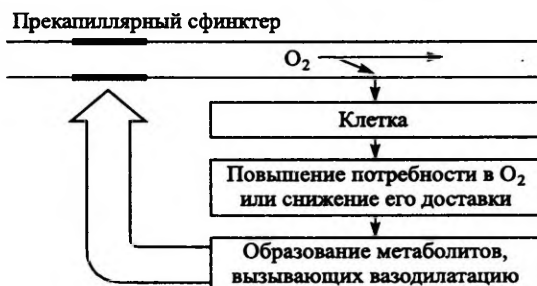 Прекапиллярный сфинктер
O₂
Клетка
Повышение потребности в O₂
или снижение его доставки
Образование метаболитов,
вызывающих вазодилатацию